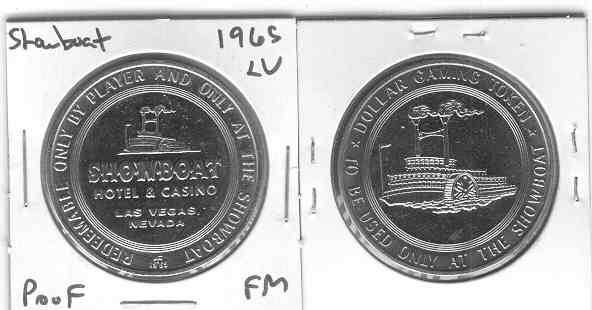 Showboat 1965
LV
REDEEMABLE ONLY BY PLAYER AND ONLY AT THE SHOWBOAT
SHOWBOAT
HOTEL & CASINO
LAS VEGAS,
NEVADA
Proof FM
★ DOLLAR GAMING TOKEN ★
TO BE USED ONLY AT THE SHOWBOAT